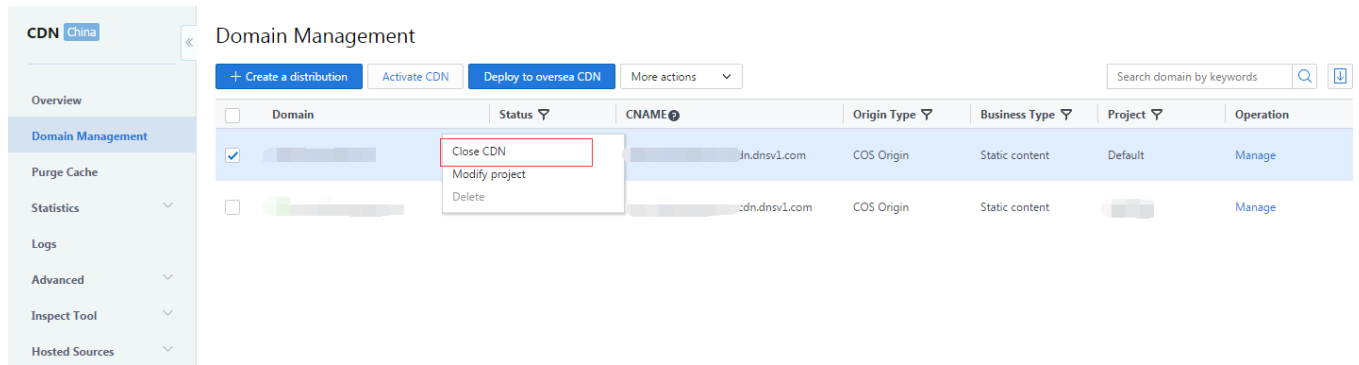 CDN China
Domain Management
+ Create a distribution Activate CDN Deploy to oversea CDN More actions Search domain by keywords
Overview
Domain Management
Purge Cache
Statistics
Logs
Advanced
Inspect Tool
Hosted Sources
Domain Status CNAME Origin Type Business Type Project Operation
Close CDN
Modify project
Delete
dn.dnsv1.com COS Origin Static content Default Manage
cdn.dnsv1.com COS Origin Static content Manage